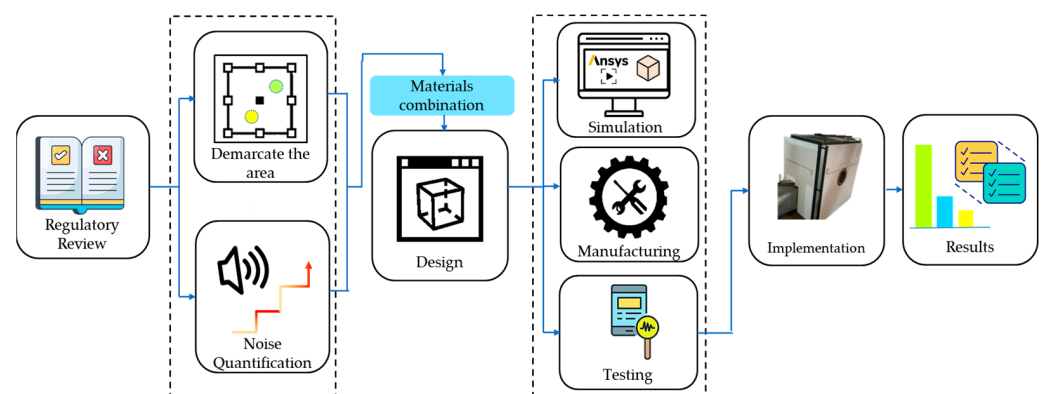 Regulatory
Review
Demarcate the
area
Noise
Quantification
Materials
combination
Design
Ansys
Simulation
Manufacturing
Testing
Implementation
Results